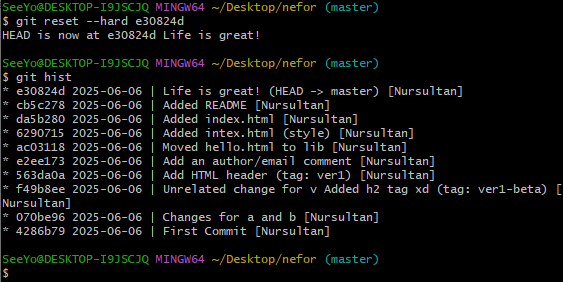 SeeYo@DESKTOP-I9JSCJQ MINGW64 ~/Desktop/nefor (master)
$ git reset --hard e30824d
HEAD is now at e30824d Life is great!
SeeYo@DESKTOP-I9JSCJQ MINGW64 ~/Desktop/nefor (master)
$ git hist
* e30824d 2025-06-06 | Life is great! (HEAD -> master) [Nursultan]
* cb5c278 2025-06-06 | Added README [Nursultan]
* da5b280 2025-06-06 | Added index.html [Nursultan]
* 6290715 2025-06-06 | Added intex.html (style) [Nursultan]
* ac03118 2025-06-06 | Moved hello.html to lib [Nursultan]
* e2ee173 2025-06-06 | Add an author/email comment [Nursultan]
* 563da0a 2025-06-06 | Add HTML header (tag: ver1) [Nursultan]
* f49b8ee 2025-06-06 | Unrelated change for v Added h2 tag xd (tag: ver1-beta) [
Nursultan]
* 070be96 2025-06-06 | Changes for a and b [Nursultan]
* 4286b79 2025-06-06 | First Commit [Nursultan]
SeeYo@DESKTOP-I9JSCJQ MINGW64 ~/Desktop/nefor (master)
$